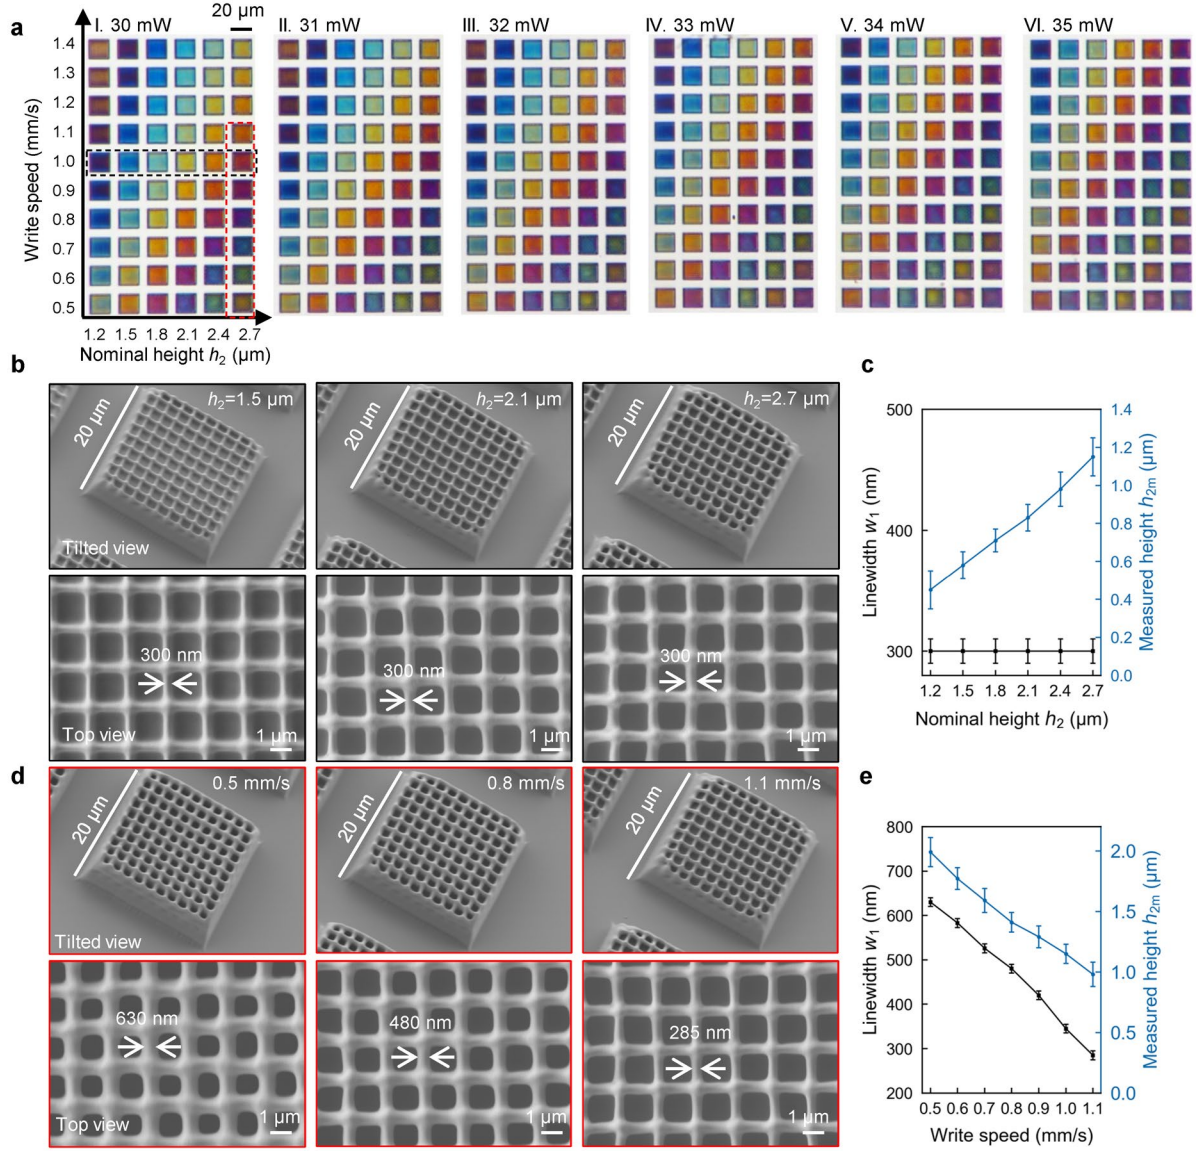 a
I. 30 mW
20 μm
II. 31 mW
III. 32 mW
IV. 33 mW
V. 34 mW
VI. 35 mW
Write speed (mm/s)
1.4
1.3
1.2
1.1
1.0
0.9
0.8
0.7
0.6
0.5
1.2 1.5 1.8 2.1 2.4 2.7
Nominal height h2 (μm)
b
20 μm
h2=1.5 μm
Tilted view
20 μm
h2=2.1 μm
20 μm
h2=2.7 μm
300 nm
Top view
1 μm
300 nm
1 μm
300 nm
1 μm
c
Linewidth w1 (nm)
500
400
300
1.4
1.2
1.0
0.8
0.6
0.4
0.2
0.0
Measured height h2m (μm)
1.2 1.5 1.8 2.1 2.4 2.7
Nominal height h2 (μm)
d
20 μm
0.5 mm/s
Tilted view
20 μm
0.8 mm/s
20 μm
1.1 mm/s
630 nm
Top view
1 μm
480 nm
1 μm
285 nm
1 μm
e
Linewidth w1 (nm)
800
700
600
500
400
300
200
2.0
1.5
1.0
0.5
0.0
Measured height h2m (μm)
0.5 0.6 0.7 0.8 0.9 1.0 1.1
Write speed (mm/s)